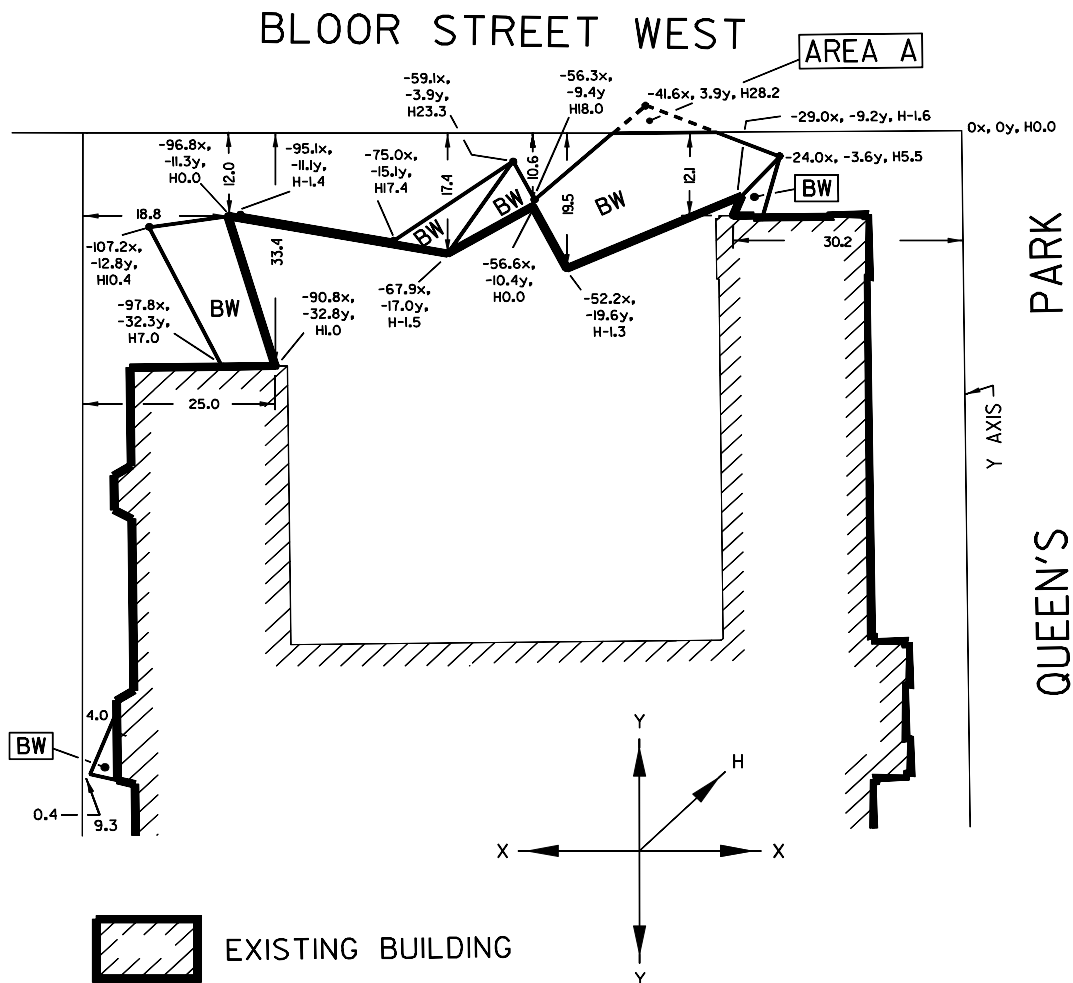 BLOOR STREET WEST
AREA A
-59.1x,
-3.9y,
H23.3
-56.3x,
-9.4y
H18.0
-41.6x, 3.9y, H28.2
-29.0x, -9.2y, H-1.6
0x, 0y, H0.0
-96.8x,
-11.3y,
H0.0
12.0
-95.1x,
-11.1y,
H-1.4
-75.0x,
-15.1y,
H17.4
17.4
10.6
19.5
12.1
-24.0x, -3.6y, H5.5
BW
BW
BW
BW
18.8
33.4
30.2
-107.2x,
-12.8y,
H10.4
-97.8x,
-32.3y,
H7.0
BW
-90.8x,
-32.8y,
H1.0
-67.9x,
-17.0y,
H-1.5
-56.6x,
-10.4y,
H0.0
-52.2x,
-19.6y,
H-1.3
25.0
Y AXIS
QUEEN'S PARK
4.0
BW
0.4
9.3
Y
H
X
X
Y
EXISTING BUILDING